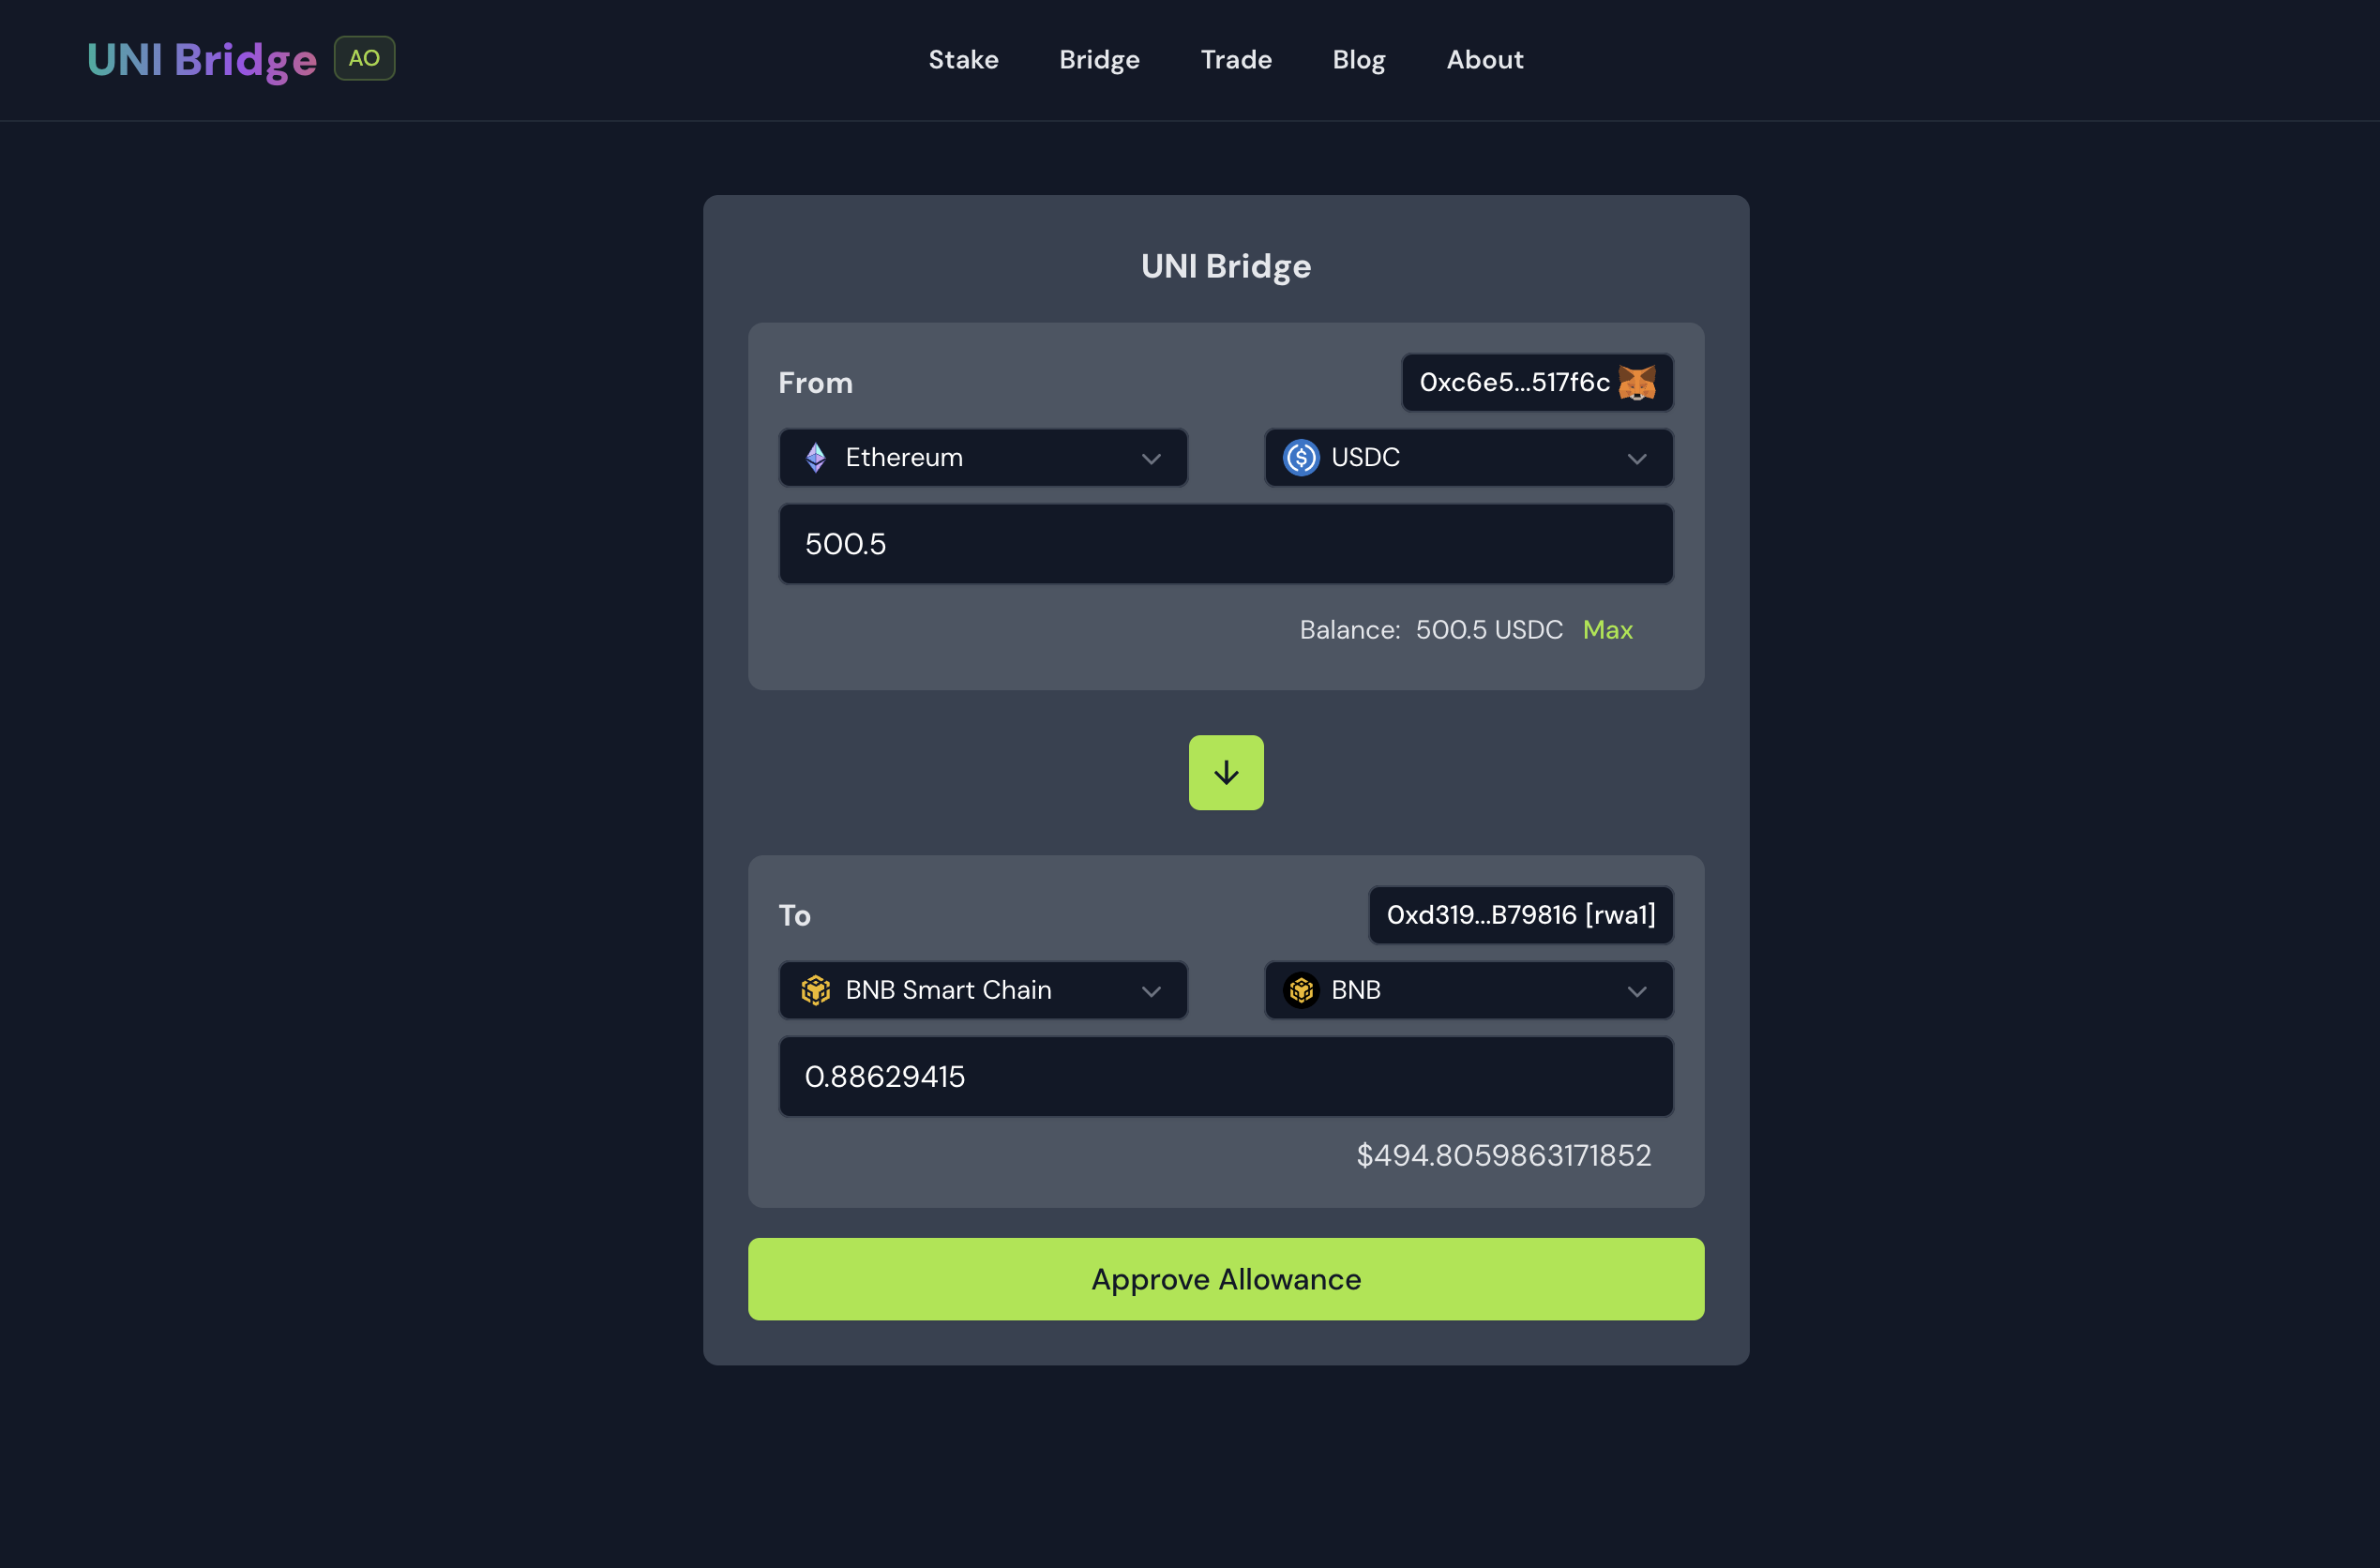 UNI Bridge AO Stake Bridge Trade Blog About
UNI Bridge
From 0xc6e5...517f6c
Ethereum USDC
500.5
Balance: 500.5 USDC Max
To 0xd319...B79816 [rwa1]
BNB Smart Chain BNB
0.88629415
$494.8059863171852
Approve Allowance